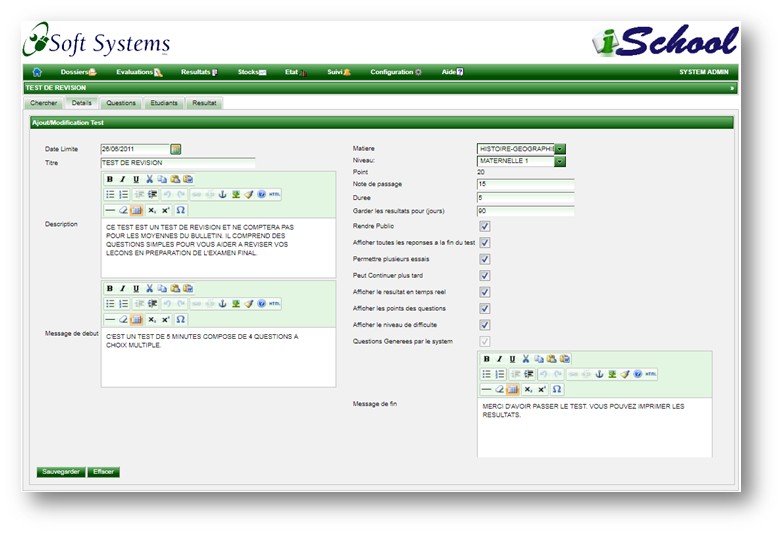 Soft Systems Inc
iSchool
Dossiers Evaluations Resultats Stocks Etat Suivi Configuration Aide SYSTEM ADMIN
TEST DE REVISION
Chercher Details Questions Etudiants Resultat
Ajout/Modification Test
Date Limite 26/06/2011
Titre TEST DE REVISION
B I U
HTML
Description
CE TEST EST UN TEST DE REVISION ET NE COMPTERA PAS
POUR LES MOYENNES DU BULLETIN. IL COMPREND DES
QUESTIONS SIMPLES POUR VOUS AIDER A REVISER VOS
LECONS EN PREPARATION DE L'EXAMEN FINAL.
B I U
HTML
Message de debut
C'EST UN TEST DE 5 MINUTES COMPOSE DE 4 QUESTIONS A
CHOIX MULTIPLE.
Matiere HISTOIRE-GEOGRAPHIE
Niveau: MATERNELLE 1
Point 20
Note de passage 15
Duree 5
Garder les resultats pour (jours) 90
Rendre Public
Afficher toutes les reponses a la fin du test
Permettre plusieurs essais
Peut Continuer plus tard
Afficher le resultat en temps reel
Afficher les points des questions
Afficher le niveau de difficulte
Questions Generees par le system
B I U
HTML
Message de fin
MERCI D'AVOIR PASSER LE TEST. VOUS POUVEZ IMPRIMER LES
RESULTATS.
Sauvegarder Effacer